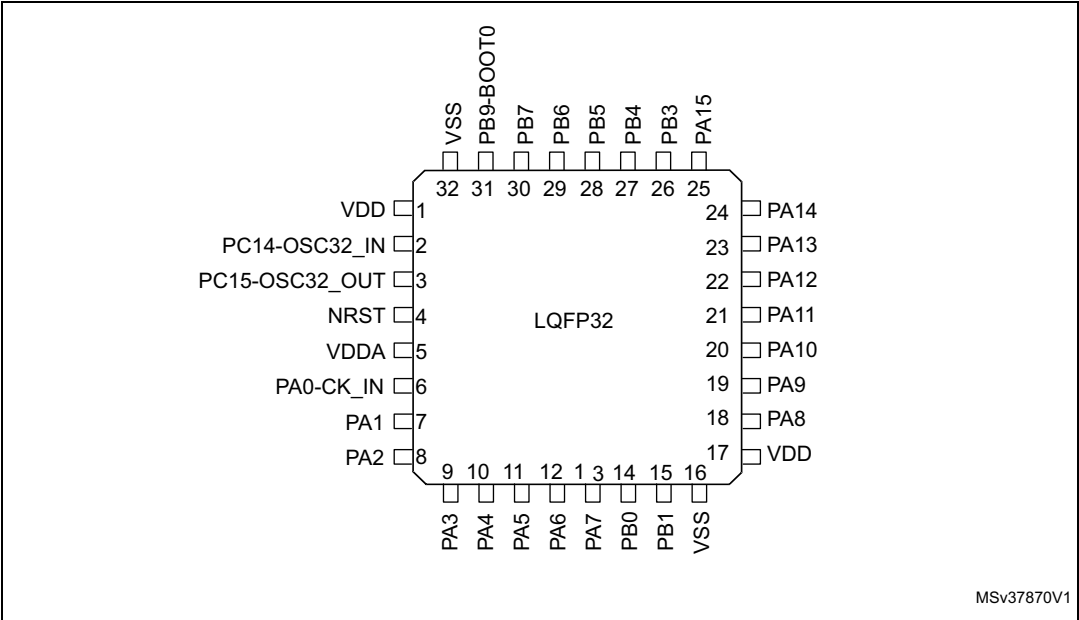 VSS
PB9-BOOT0
PB7
PB6
PB5
PB4
PB3
PA15
32 31 30 29 28 27 26 25
VDD 1
PC14-OSC32_IN 2
PC15-OSC32_OUT 3
NRST 4
VDDA 5
PA0-CK_IN 6
PA1 7
PA2 8
LQFP32
24 PA14
23 PA13
22 PA12
21 PA11
20 PA10
19 PA9
18 PA8
17 VDD
9 10 11 12 1 3 14 15 16
PA3
PA4
PA5
PA6
PA7
PB0
PB1
VSS
MSv37870V1